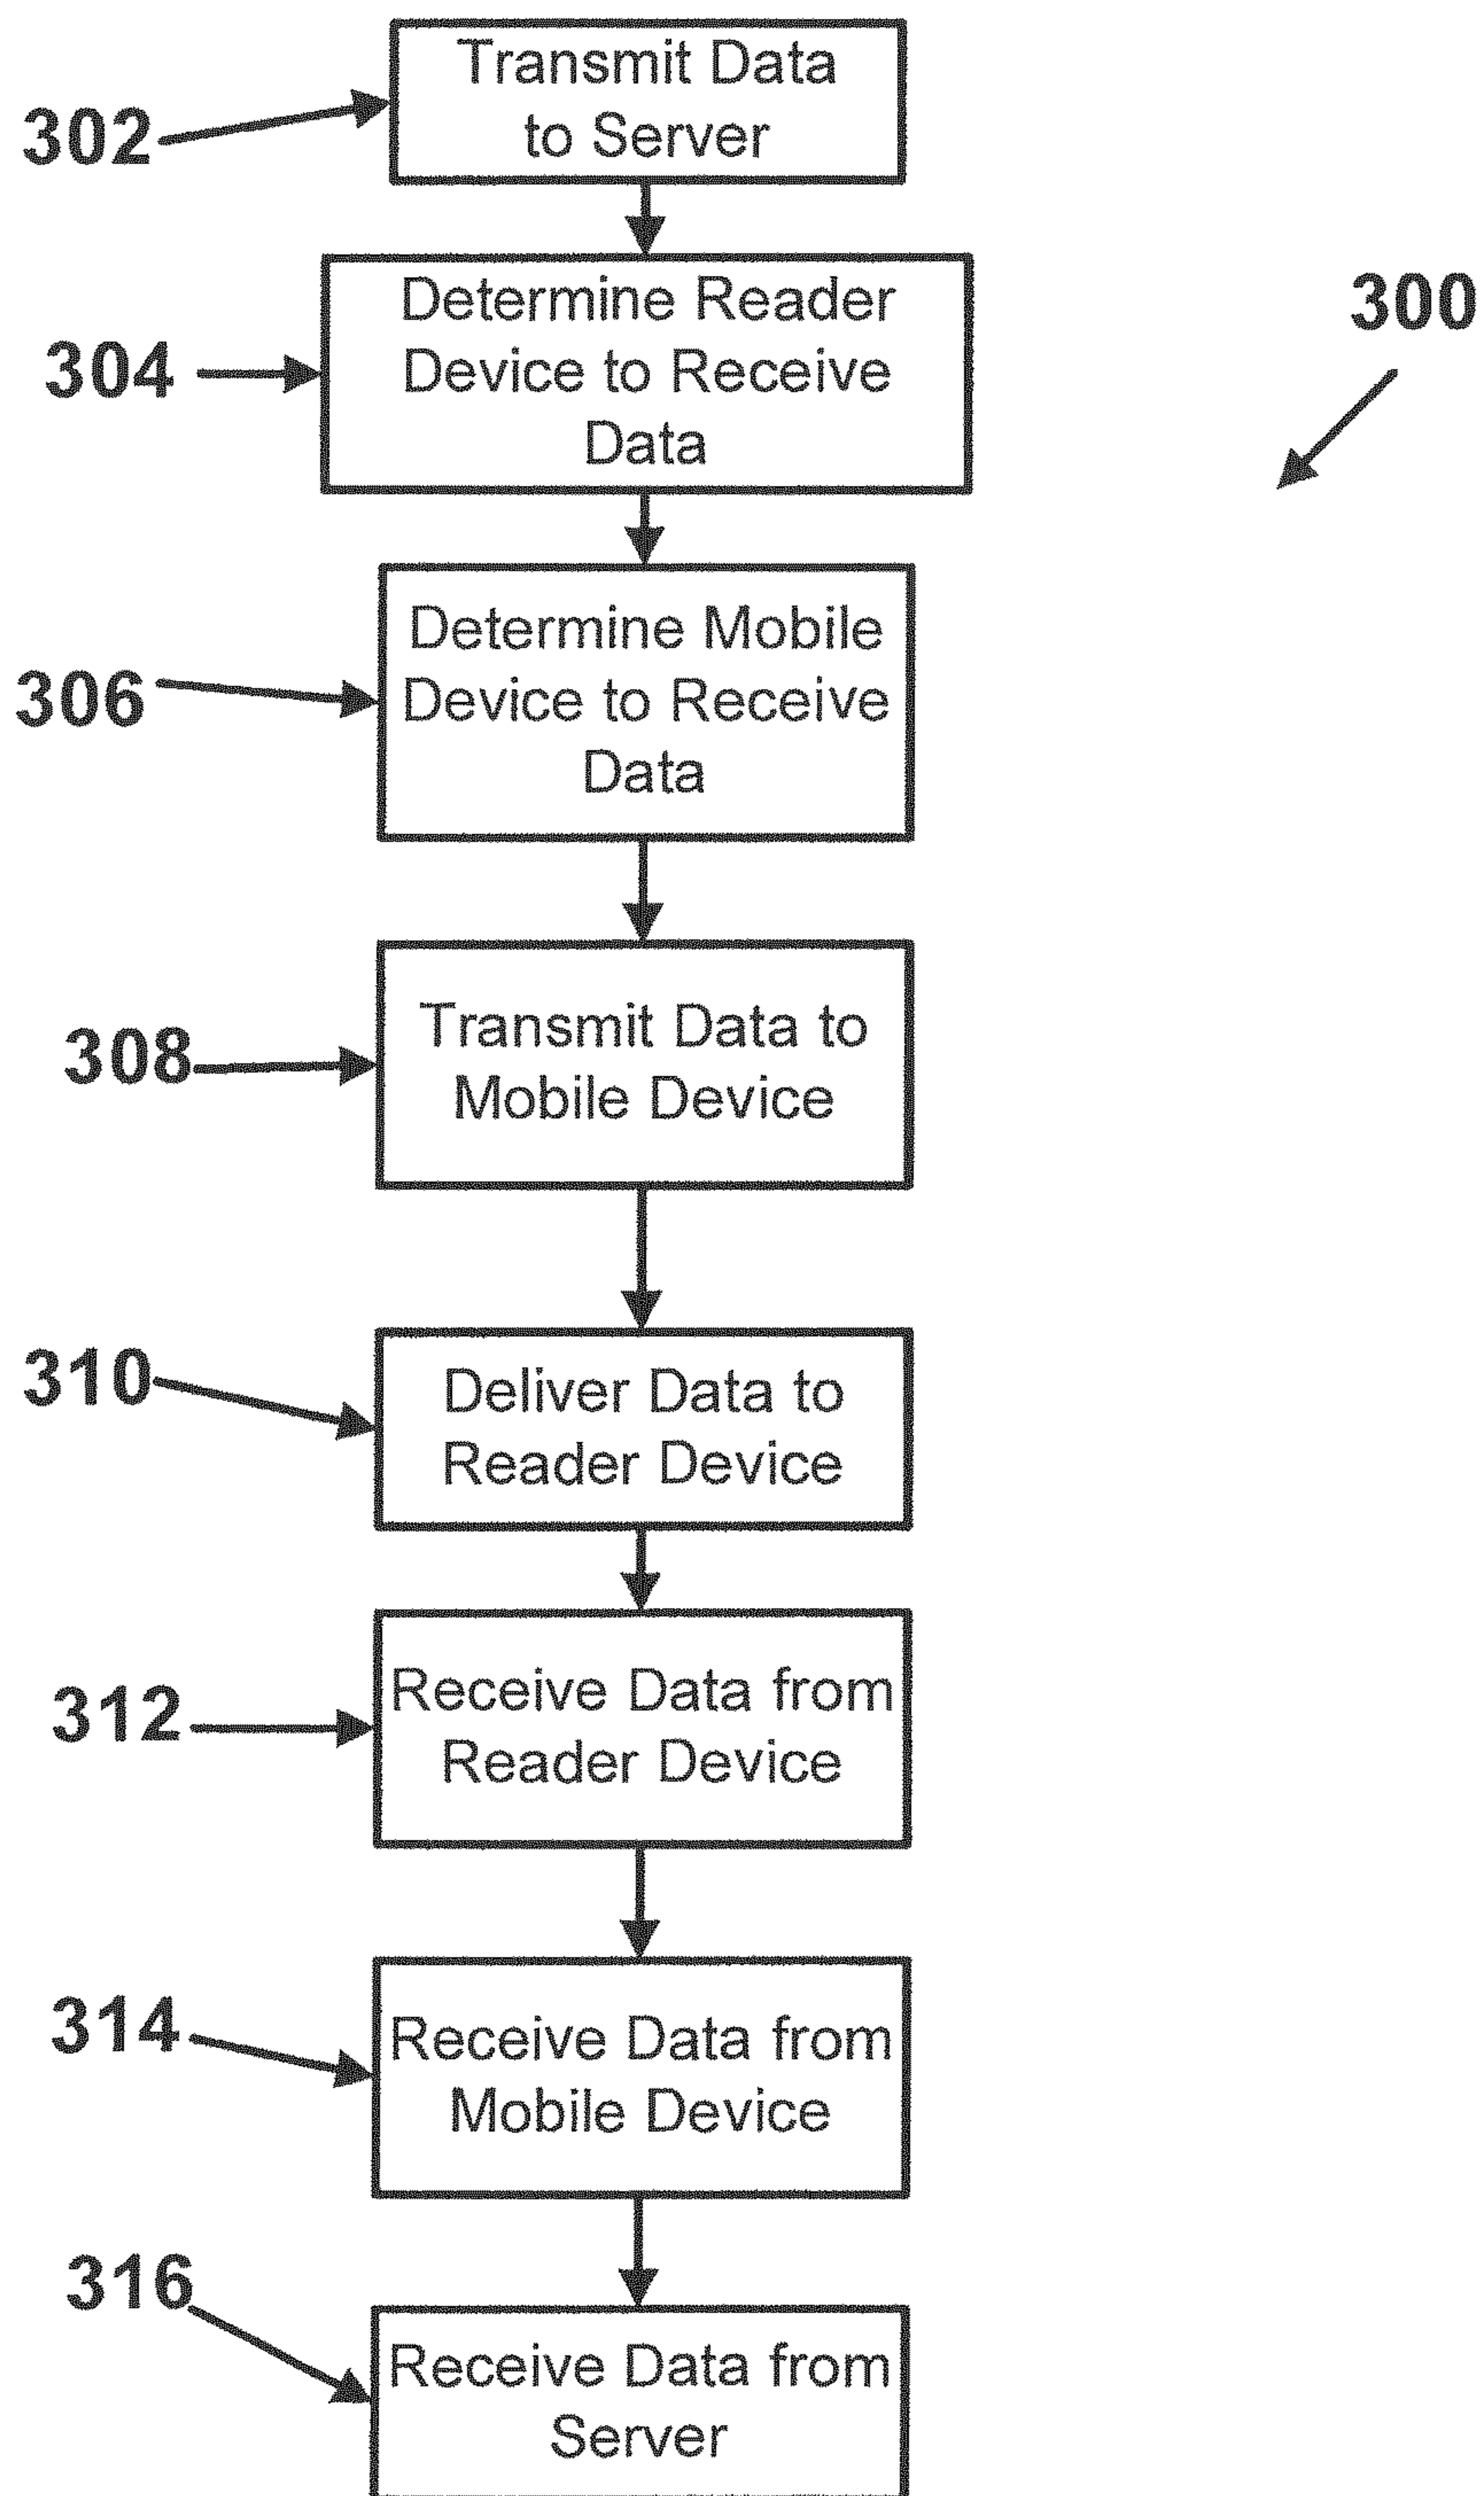 Transmit Data
to Server
302
Determine Reader
Device to Receive
Data
304
300
Determine Mobile
Device to Receive
Data
306
Transmit Data to
Mobile Device
308
Deliver Data to
Reader Device
310
Receive Data from
Reader Device
312
Receive Data from
Mobile Device
314
Receive Data from
Server
316